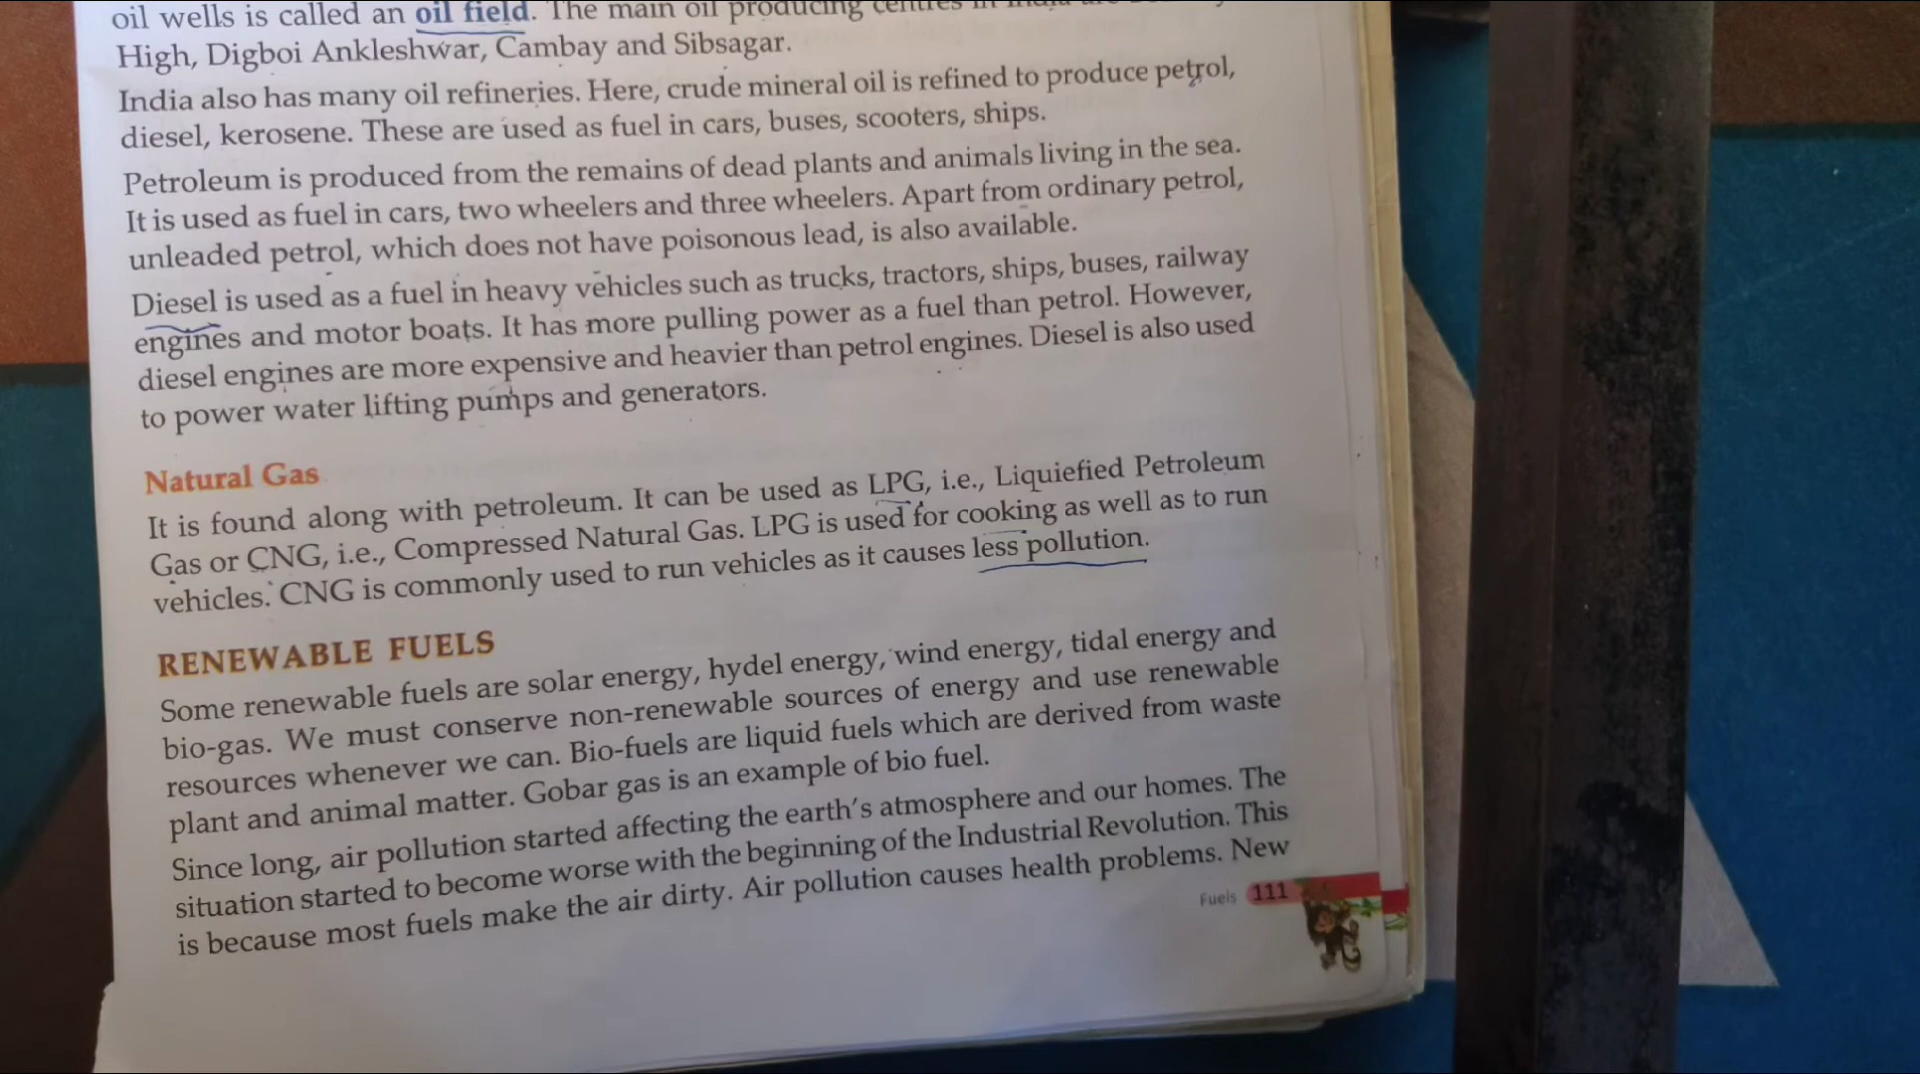 oil wells is called an oil field. The main oil producing centres in India are
High, Digboi Ankleshwar, Cambay and Sibsagar.
India also has many oil refineries. Here, crude mineral oil is refined to produce petrol,
diesel, kerosene. These are used as fuel in cars, buses, scooters, ships.
Petroleum is produced from the remains of dead plants and animals living in the sea.
It is used as fuel in cars, two wheelers and three wheelers. Apart from ordinary petrol,
unleaded petrol, which does not have poisonous lead, is also available.
Diesel is used as a fuel in heavy vehicles such as trucks, tractors, ships, buses, railway
engines and motor boats. It has more pulling power as a fuel than petrol. However,
diesel engines are more expensive and heavier than petrol engines. Diesel is also used
to power water lifting pumps and generators.
Natural Gas
It is found along with petroleum. It can be used as LPG, i.e., Liquiefied Petroleum
Gas or CNG, i.e., Compressed Natural Gas. LPG is used for cooking as well as to run
vehicles. CNG is commonly used to run vehicles as it causes less pollution.
RENEWABLE FUELS
Some renewable fuels are solar energy, hydel energy, wind energy, tidal energy and
bio-gas. We must conserve non-renewable sources of energy and use renewable
resources whenever we can. Bio-fuels are liquid fuels which are derived from waste
plant and animal matter. Gobar gas is an example of bio fuel.
Since long, air pollution started affecting the earth's atmosphere and our homes. The
situation started to become worse with the beginning of the Industrial Revolution. This
is because most fuels make the air dirty. Air pollution causes health problems. New
Fuels 111